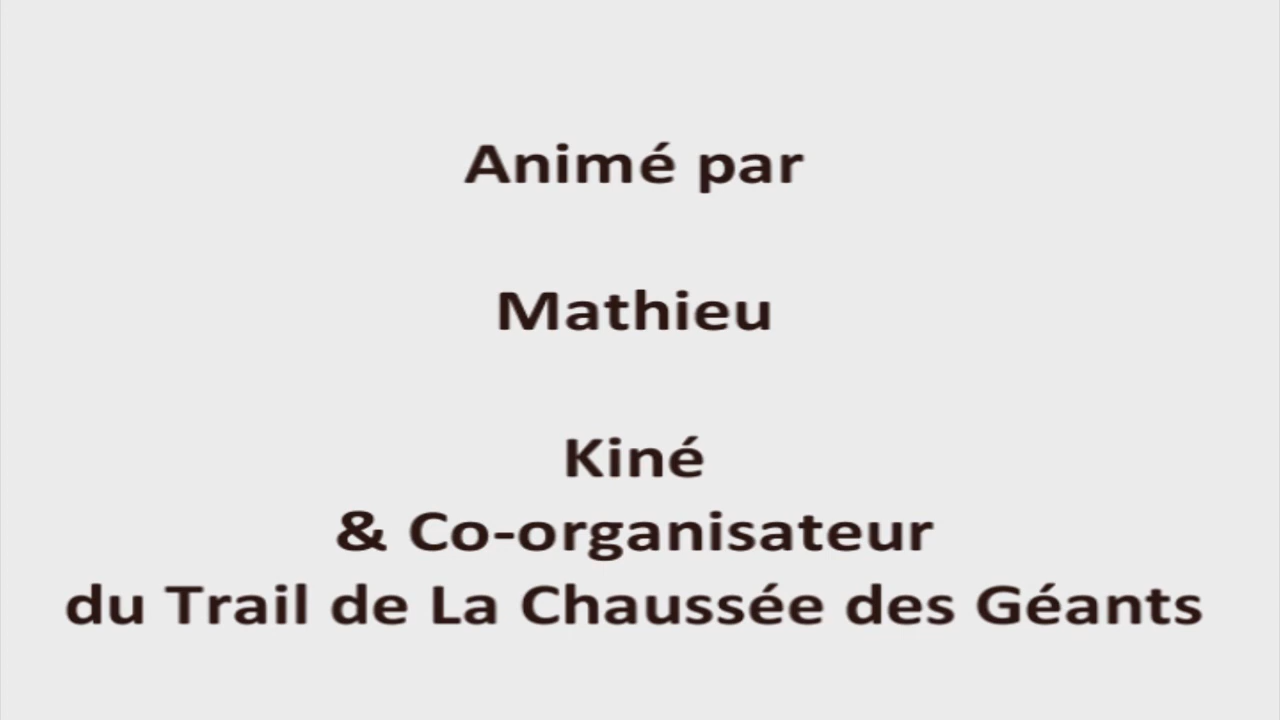 Animé par
Mathieu
Kiné
& Co-organisateur
du Trail de La Chaussée des Géants